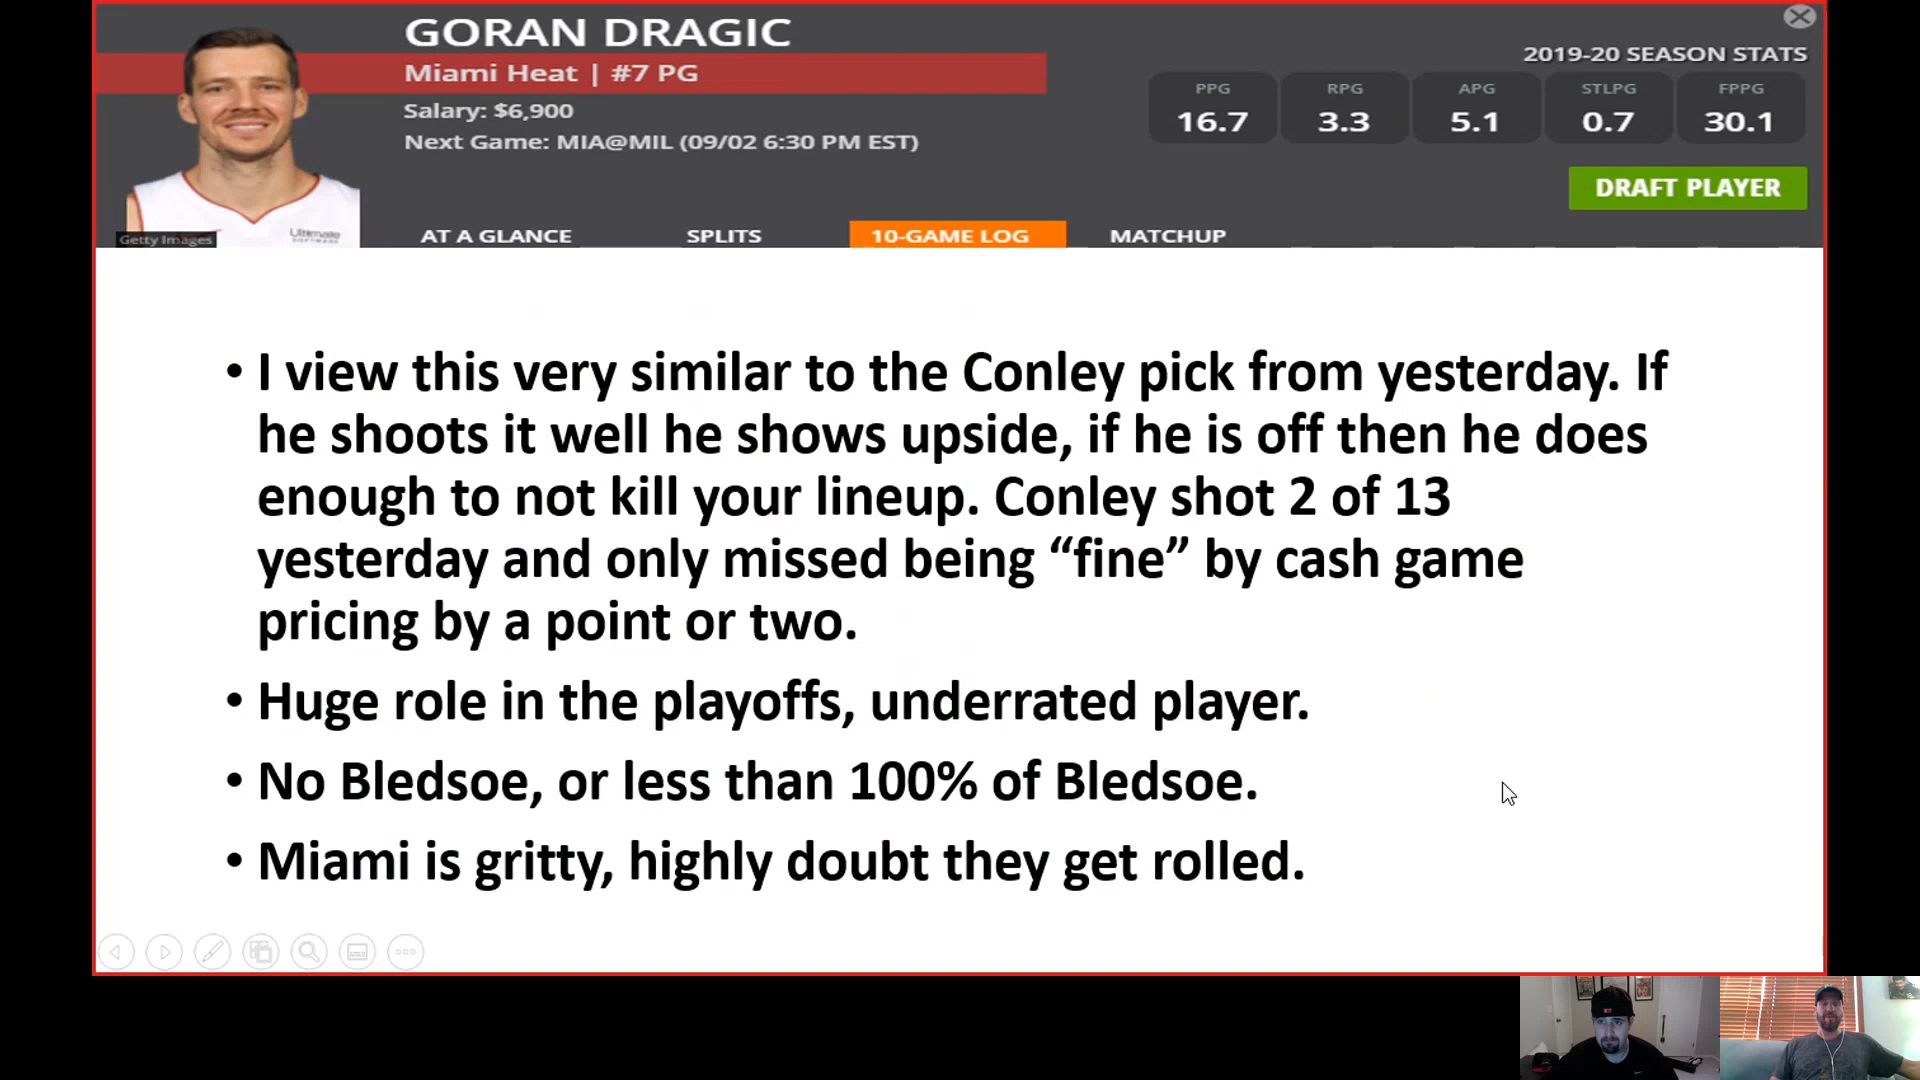 GORAN DRAGIC
Miami Heat | #7 PG
Salary: $6,900
Next Game: MIA@MIL (09/02 6:30 PM EST)
2019-20 SEASON STATS
PPG RPG APG STLPG FPPG
16.7 3.3 5.1 0.7 30.1
DRAFT PLAYER
Getty Images
Ultimate
SOFTWARE
AT A GLANCE SPLITS 10-GAME LOG MATCHUP
• I view this very similar to the Conley pick from yesterday. If
he shoots it well he shows upside, if he is off then he does
enough to not kill your lineup. Conley shot 2 of 13
yesterday and only missed being “fine” by cash game
pricing by a point or two.
• Huge role in the playoffs, underrated player.
• No Bledsoe, or less than 100% of Bledsoe.
• Miami is gritty, highly doubt they get rolled.